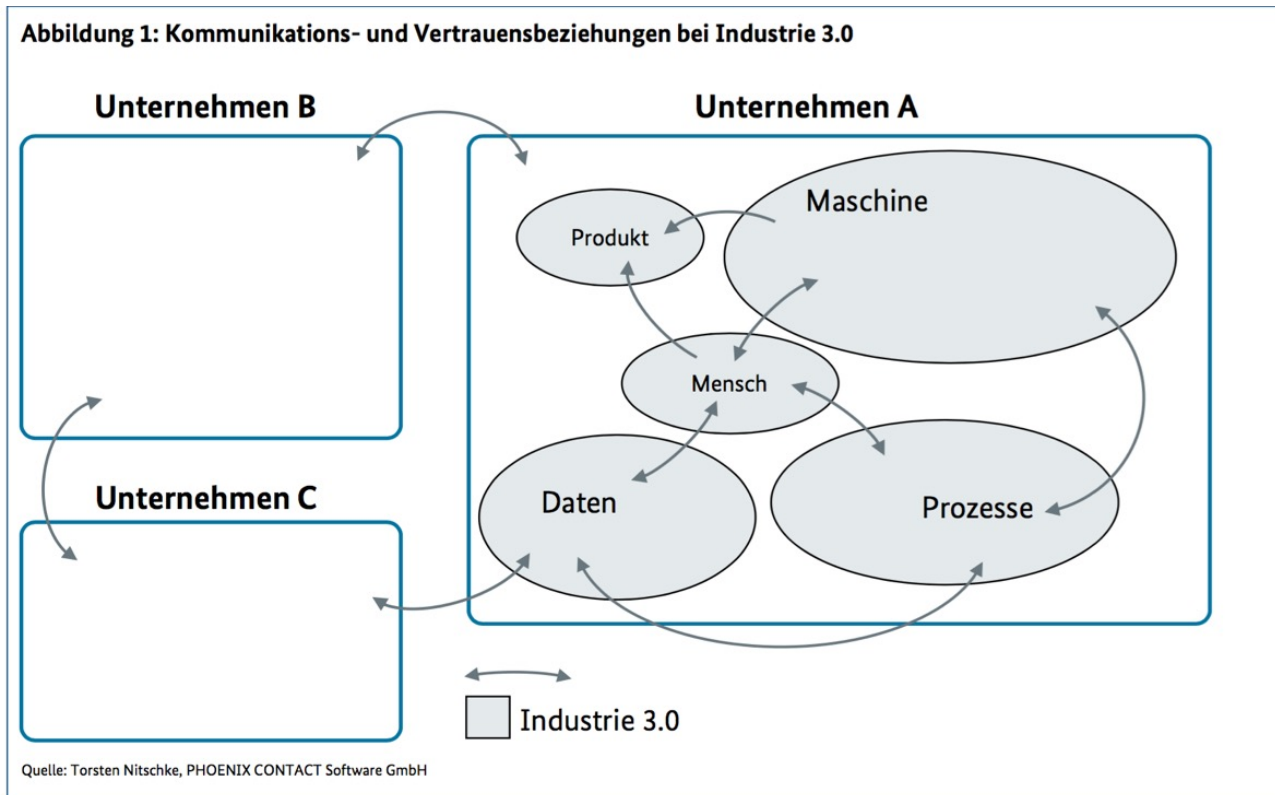 Abbildung 1: Kommunikations- und Vertrauensbeziehungen bei Industrie 3.0
Unternehmen B
Unternehmen A
Maschine
Produkt
Mensch
Unternehmen C
Daten
Prozesse
Industrie 3.0
Quelle: Torsten Nitschke, PHOENIX CONTACT Software GmbH